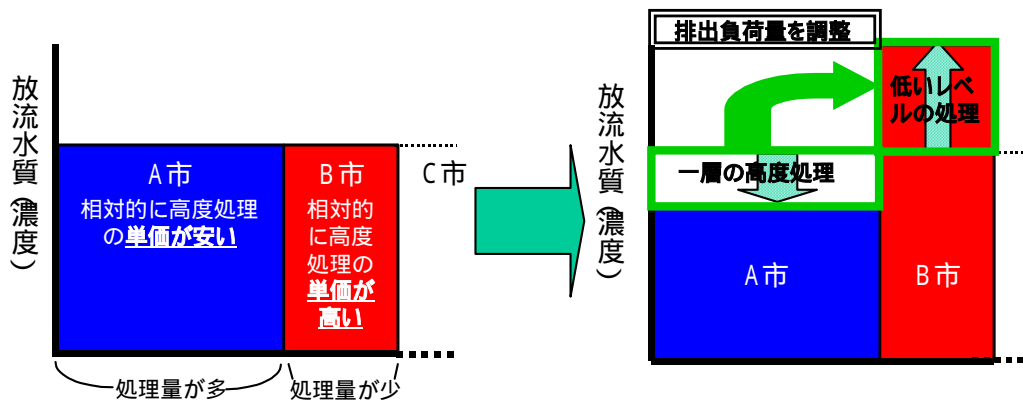 放流水質（濃度）
A市
相対的に高度処理
の単価が安い
B市
相対的
に高度
処理の
単価が
高い
C市
処理量が多
処理量が少
排出負荷量を調整
放流水質（濃度）
低いレベ
ルの処理
一層の高度処理
A市
B市